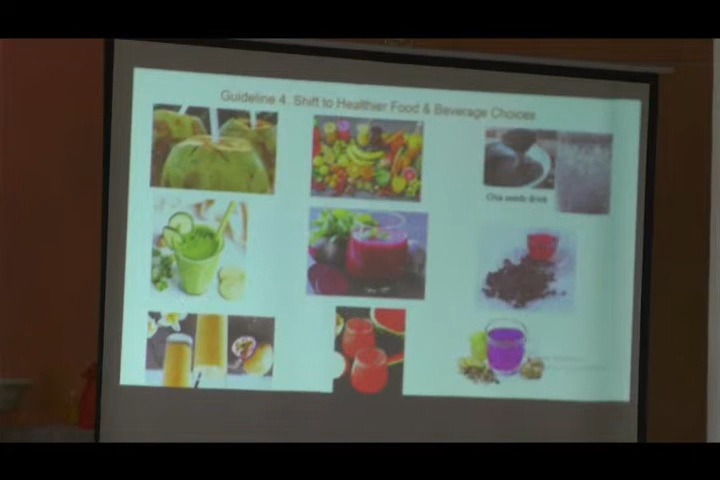 Guideline 4. Shift to Healthier Food & Beverage Choices
Chia seeds drink